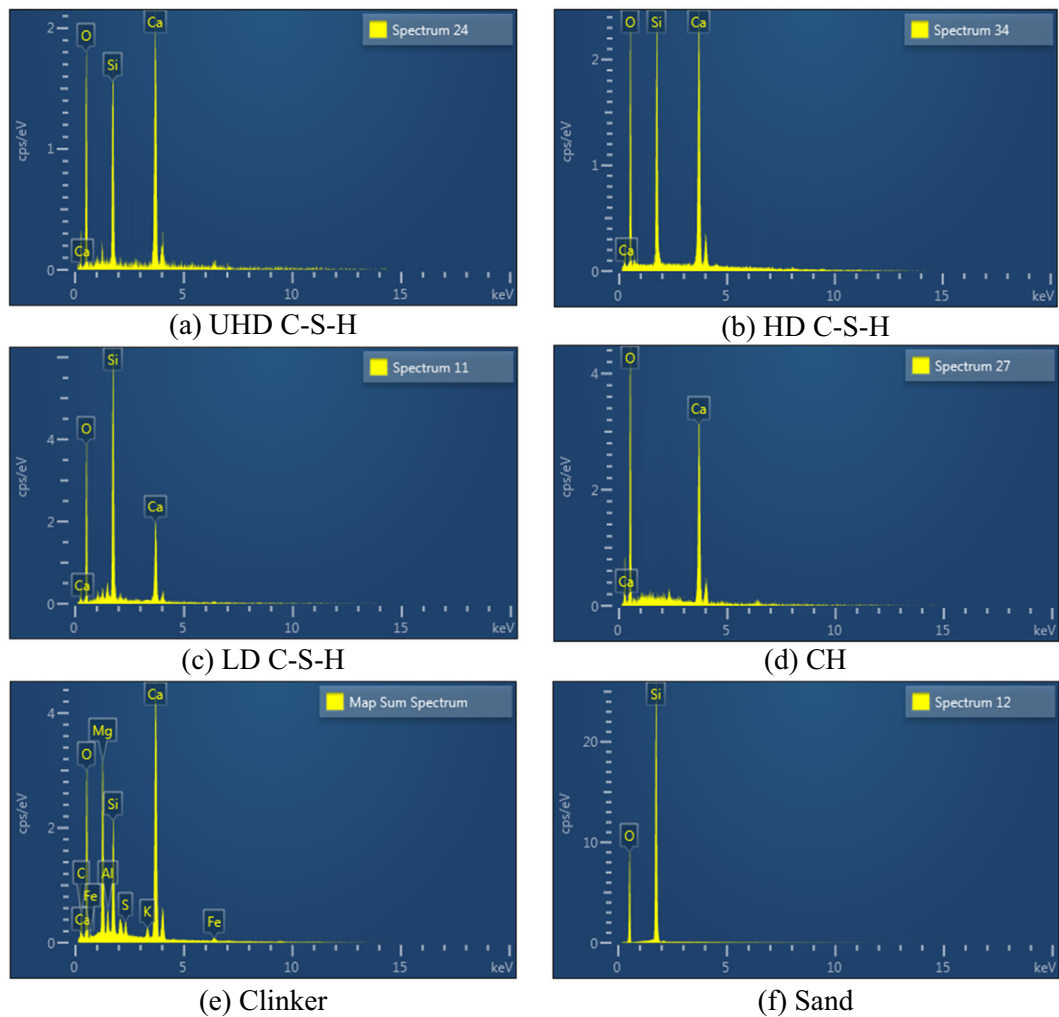 Spectrum 24
Ca
O
Si
Ca
2
1
0
cps/eV
0 5 10 15 keV
(a) UHD C-S-H
Spectrum 34
O Si Ca
Ca
2
1
0
cps/eV
0 5 10 15 keV
(b) HD C-S-H
Spectrum 11
Si
O
Ca
Ca
4
2
0
cps/eV
0 5 10 15 keV
(c) LD C-S-H
Spectrum 27
O
Ca
Ca
4
2
0
cps/eV
0 5 10 15 keV
(d) CH
Map Sum Spectrum
Ca
Mg
O
Si
C Al
Fe S K
Ca Fe
4
2
0
cps/eV
0 5 10 15 keV
(e) Clinker
Spectrum 12
Si
O
20
10
0
cps/eV
0 5 10 15 keV
(f) Sand